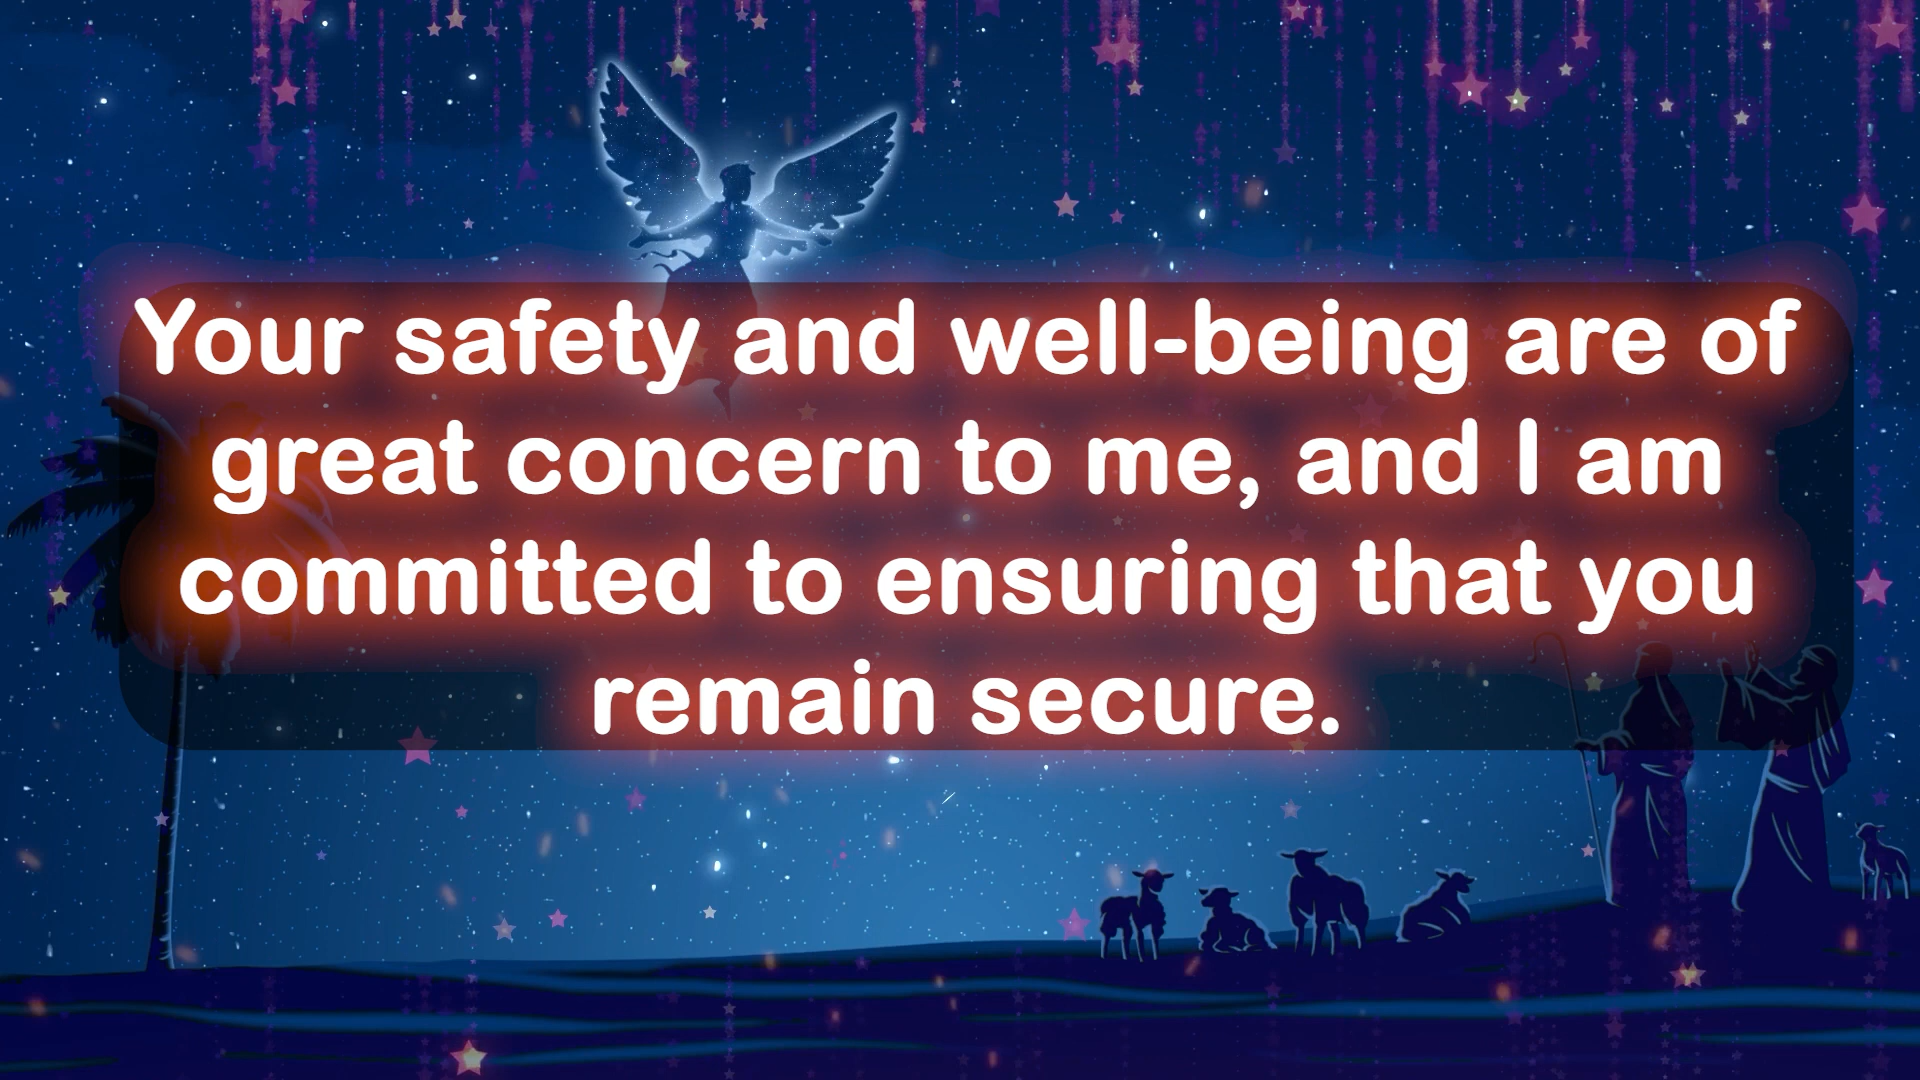 Your safety and well-being are of
great concern to me, and I am
committed to ensuring that you
remain secure.